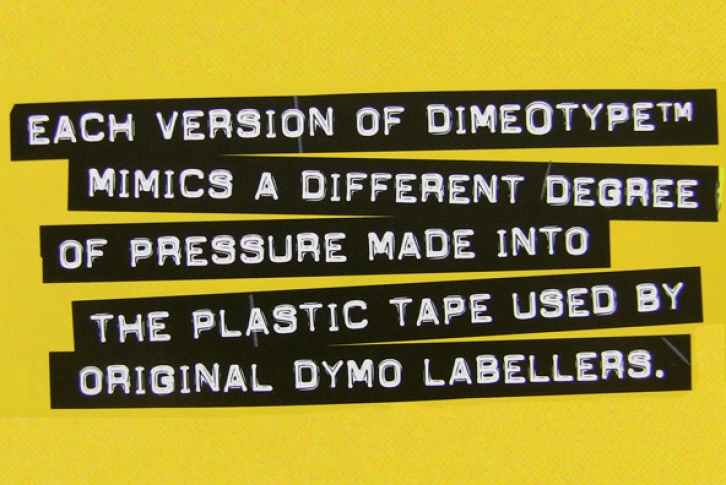 EACH VERSION OF DIMEOTYPE™
MIMICS A DIFFERENT DEGREE
OF PRESSURE MADE INTO
THE PLASTIC TAPE USED BY
ORIGINAL DYMO LABELLERS.